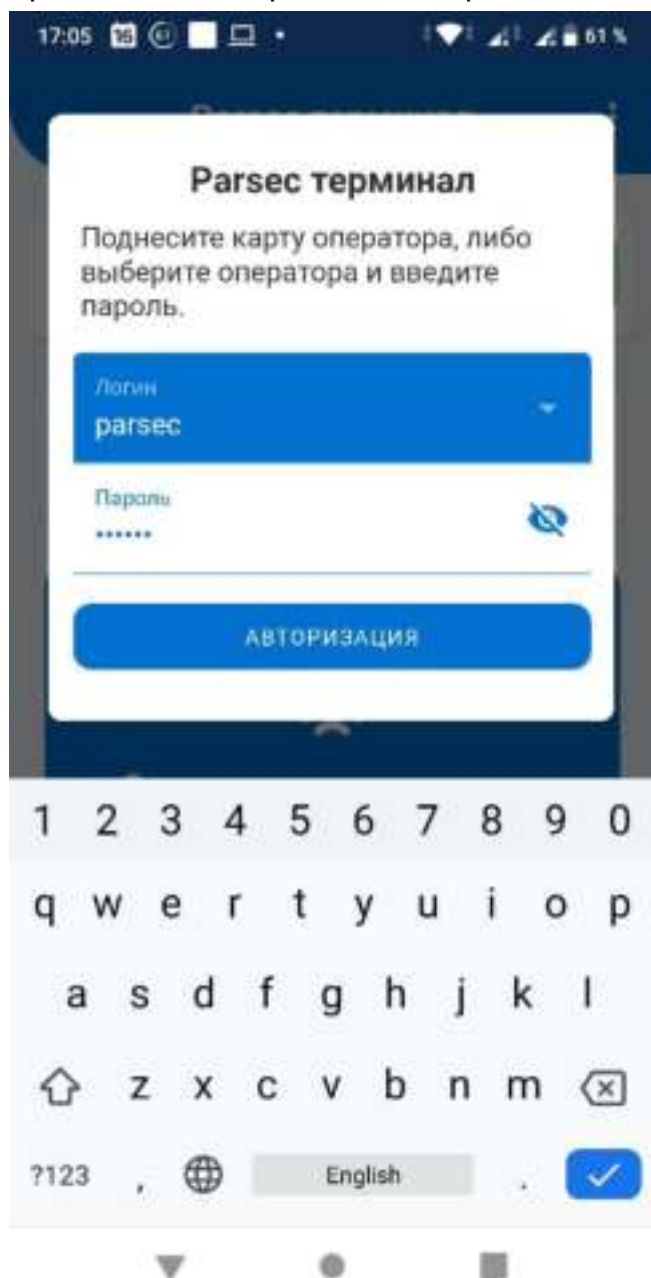 17:05 16 61 %
Parsec терминал
Поднесите карту оператора, либо
выберите оператора и введите
пароль.
Логин
parsec
Пароль
••••••
АВТОРИЗАЦИЯ
1 2 3 4 5 6 7 8 9 0
q w e r t y u i o p
a s d f g h j k l
z x c v b n m
?123 , English .